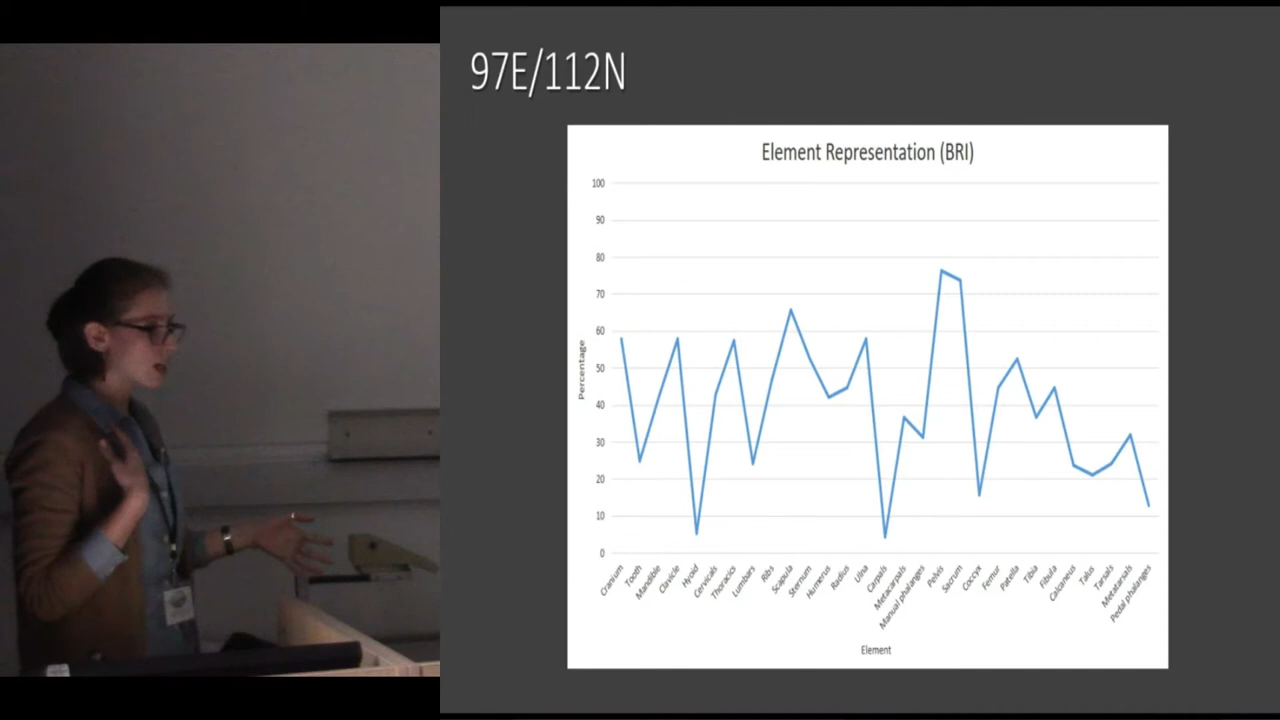 97E/112N
Element Representation (BRI)
100
90
80
70
60
50
40
30
20
10
0
Percentage
Cranium
Tooth
Mandible
Clavicle
Hyoid
Cervicals
Thoracics
Lumbars
Ribs
Scapula
Sternum
Humerus
Radius
Ulna
Carpals
Metacarpals
Manual phalanges
Pelvis
Sacrum
Coccyx
Femur
Patella
Tibia
Fibula
Calcaneus
Talus
Tarsals
Metatarsals
Pedal phalanges
Element